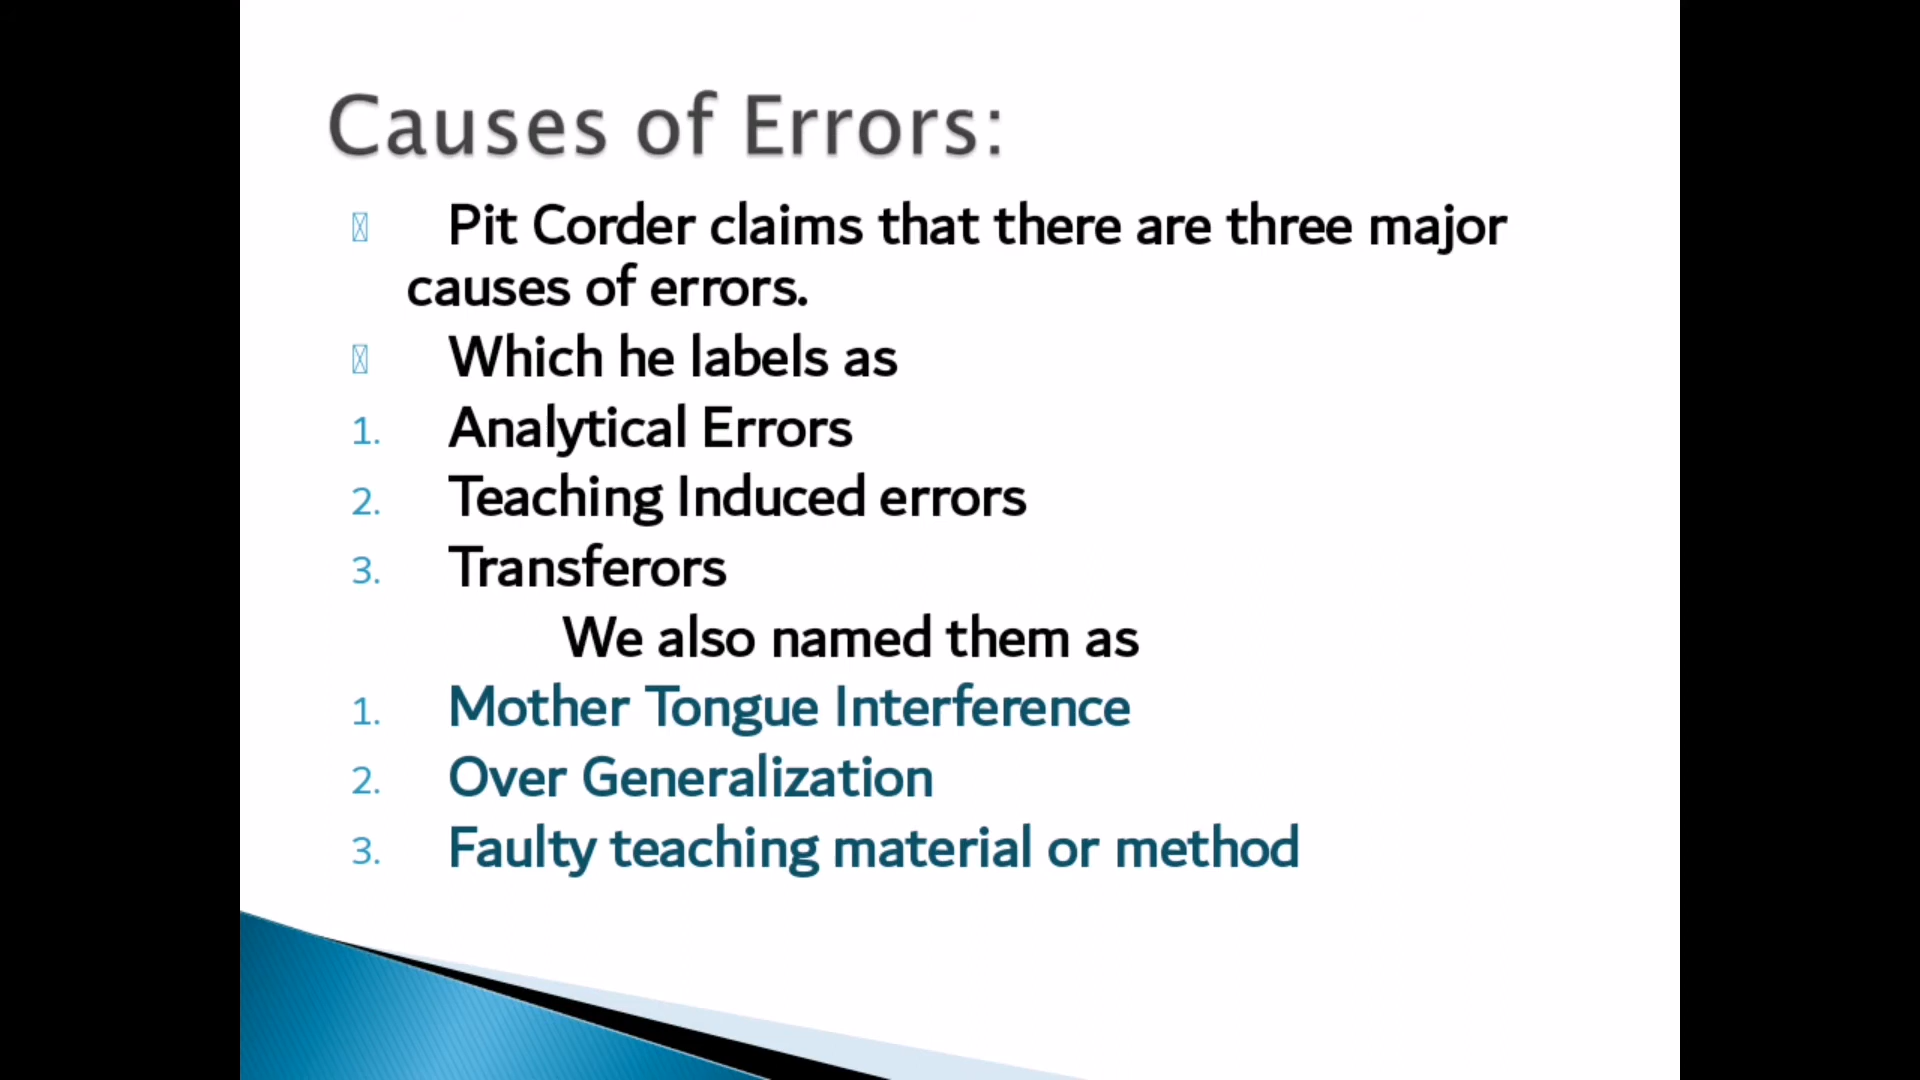 Causes of Errors:
Pit Corder claims that there are three major
causes of errors.
Which he labels as
1. Analytical Errors
2. Teaching Induced errors
3. Transferors
We also named them as
1. Mother Tongue Interference
2. Over Generalization
3. Faulty teaching material or method